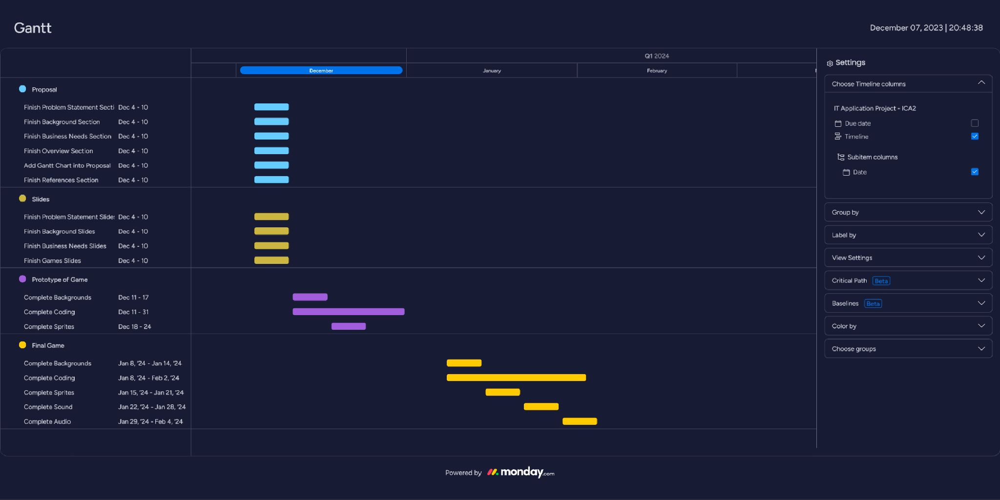 Gantt
December 07, 2023 | 20:48:38
Q1 2024
December
January
February
Settings
Choose Timeline columns
IT Application Project - ICA2
Due date
Timeline
Subitem columns
Date
Group by
Label by
View Settings
Critical Path Beta
Baselines Beta
Color by
Choose groups
Proposal
Finish Problem Statement Secti Dec 4 - 10
Finish Background Section Dec 4 - 10
Finish Business Needs Section Dec 4 - 10
Finish Overview Section Dec 4 - 10
Add Gantt Chart into Proposal Dec 4 - 10
Finish References Section Dec 4 - 10
Slides
Finish Problem Statement Slide Dec 4 - 10
Finish Background Slides Dec 4 - 10
Finish Business Needs Slides Dec 4 - 10
Finish Games Slides Dec 4 - 10
Prototype of Game
Complete Backgrounds Dec 11 - 17
Complete Coding Dec 11 - 31
Complete Sprites Dec 18 - 24
Final Game
Complete Backgrounds Jan 8, '24 - Jan 14, '24
Complete Coding Jan 8, '24 - Feb 2, '24
Complete Sprites Jan 15, '24 - Jan 21, '24
Complete Sound Jan 22, '24 - Jan 28, '24
Complete Audio Jan 29, '24 - Feb 4, '24
Powered by monday.com